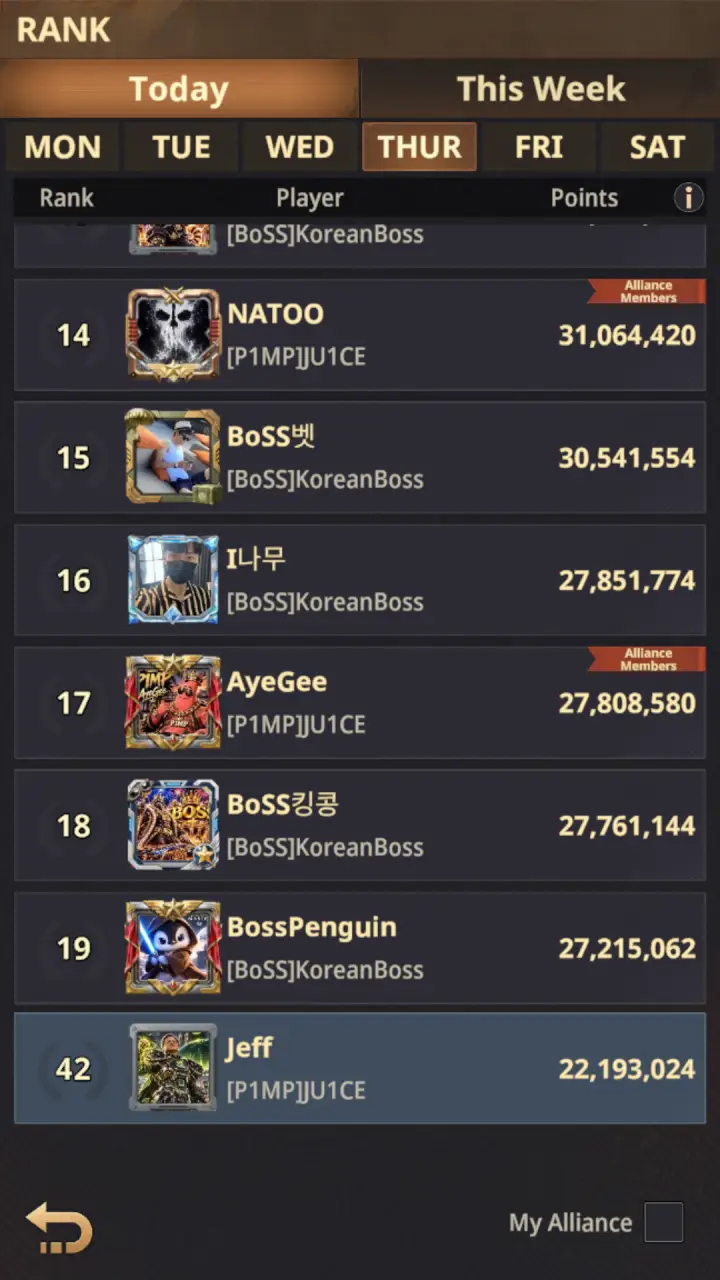 RANK
Today
This Week
MON
TUE
WED
THUR
FRI
SAT
Rank
Player
Points
[BoSS]KoreanBoss
Alliance
Members
14
NATOO
[P1MP]JU1CE
31,064,420
15
BoSS벳
[BoSS]KoreanBoss
30,541,554
16
I나무
[BoSS]KoreanBoss
27,851,774
Alliance
Members
17
AyeGee
[P1MP]JU1CE
27,808,580
18
BoSS킹콩
[BoSS]KoreanBoss
27,761,144
19
BossPenguin
[BoSS]KoreanBoss
27,215,062
42
Jeff
[P1MP]JU1CE
22,193,024
My Alliance